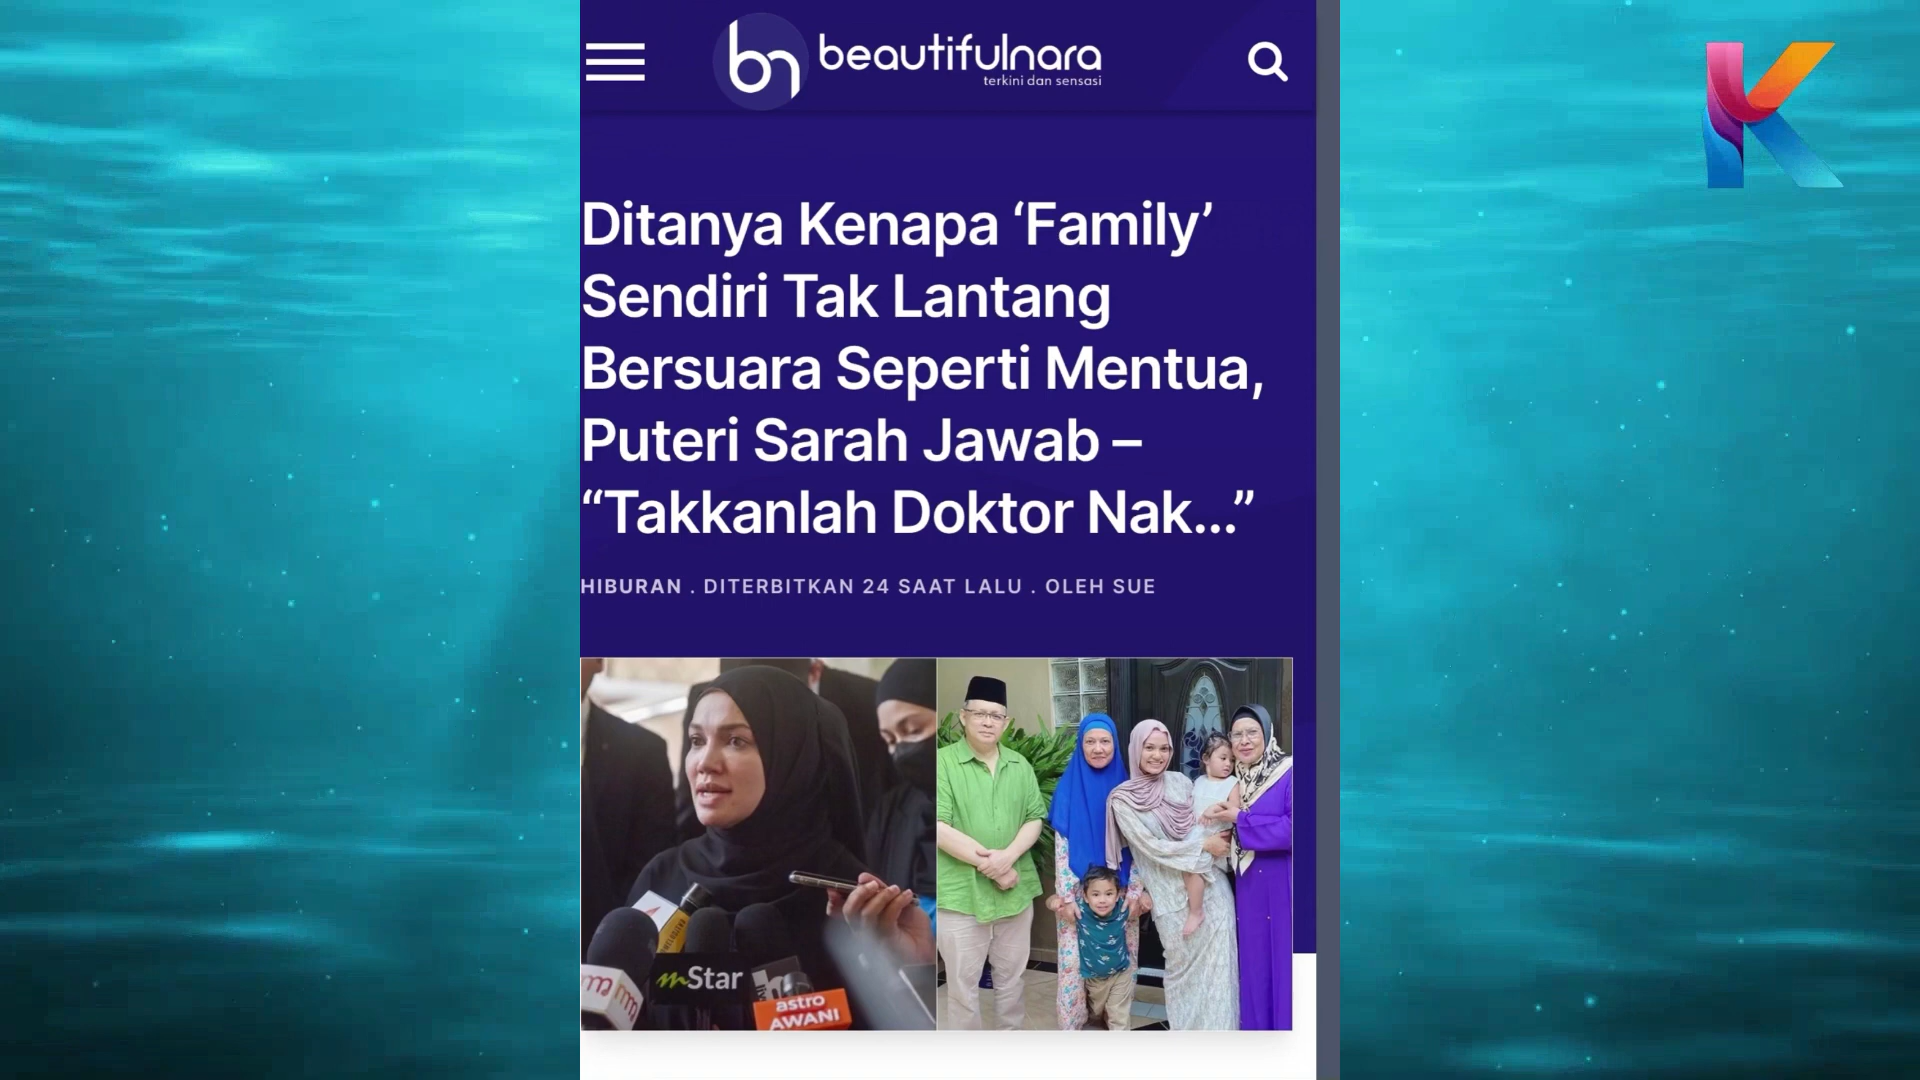 bn beautifulnara
terkini dan sensasi
K
Ditanya Kenapa ‘Family’
Sendiri Tak Lantang
Bersuara Seperti Mentua,
Puteri Sarah Jawab –
“Takkanlah Doktor Nak...”
HIBURAN . DITERBITKAN 24 SAAT LALU . OLEH SUE
mStar
astro
AWANI